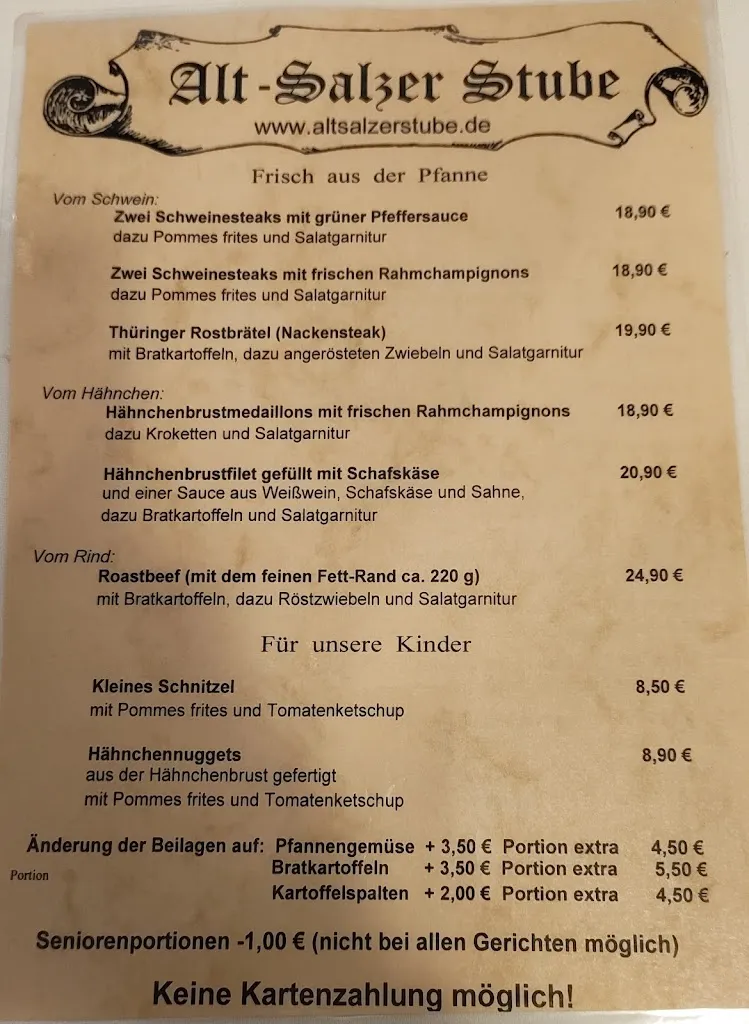 Alt-Salzer Stube
www.altsalzerstube.de
Frisch aus der Pfanne
Vom Schwein:
Zwei Schweinesteaks mit grüner Pfeffersauce 18,90 €
dazu Pommes frites und Salatgarnitur
Zwei Schweinesteaks mit frischen Rahmchampignons 18,90 €
dazu Pommes frites und Salatgarnitur
Thüringer Rostbrätel (Nackensteak) 19,90 €
mit Bratkartoffeln, dazu angerösteten Zwiebeln und Salatgarnitur
Vom Hähnchen:
Hähnchenbrustmedaillons mit frischen Rahmchampignons 18,90 €
dazu Kroketten und Salatgarnitur
Hähnchenbrustfilet gefüllt mit Schafskäse 20,90 €
und einer Sauce aus Weißwein, Schafskäse und Sahne,
dazu Bratkartoffeln und Salatgarnitur
Vom Rind:
Roastbeef (mit dem feinen Fett-Rand ca. 220 g) 24,90 €
mit Bratkartoffeln, dazu Röstzwiebeln und Salatgarnitur
Für unsere Kinder
Kleines Schnitzel 8,50 €
mit Pommes frites und Tomatenketschup
Hähnchennuggets 8,90 €
aus der Hähnchenbrust gefertigt
mit Pommes frites und Tomatenketschup
Änderung der Beilagen auf: Pfannengemüse + 3,50 € Portion extra 4,50 €
Bratkartoffeln + 3,50 € Portion extra 5,50 €
Portion
Kartoffelspalten + 2,00 € Portion extra 4,50 €
Seniorenportionen -1,00 € (nicht bei allen Gerichten möglich)
Keine Kartenzahlung möglich!